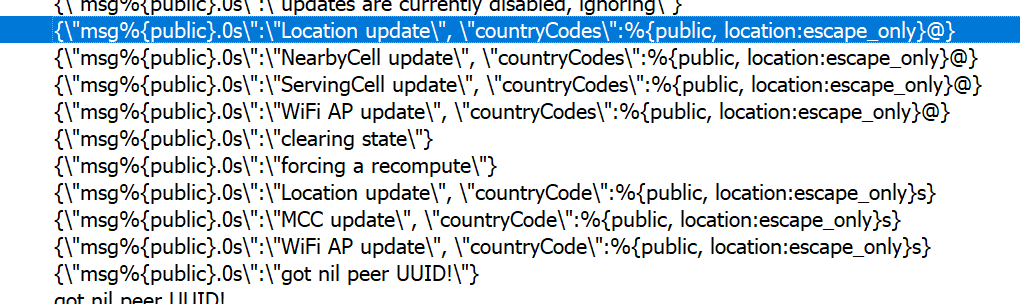 {\"msg%{public}.0s\":\" updates are currently disabled, ignoring\"}
{\"msg%{public}.0s\":\"Location update\", \"countryCodes\":%{public, location:escape_only}@}
{\"msg%{public}.0s\":\"NearbyCell update\", \"countryCodes\":%{public, location:escape_only}@}
{\"msg%{public}.0s\":\"ServingCell update\", \"countryCodes\":%{public, location:escape_only}@}
{\"msg%{public}.0s\":\"WiFi AP update\", \"countryCodes\":%{public, location:escape_only}@}
{\"msg%{public}.0s\":\"clearing state\"}
{\"msg%{public}.0s\":\"forcing a recompute\"}
{\"msg%{public}.0s\":\"Location update\", \"countryCode\":%{public, location:escape_only}s}
{\"msg%{public}.0s\":\"MCC update\", \"countryCode\":%{public, location:escape_only}s}
{\"msg%{public}.0s\":\"WiFi AP update\", \"countryCode\":%{public, location:escape_only}s}
{\"msg%{public}.0s\":\"got nil peer UUID!\"}
got nil peer UUID!